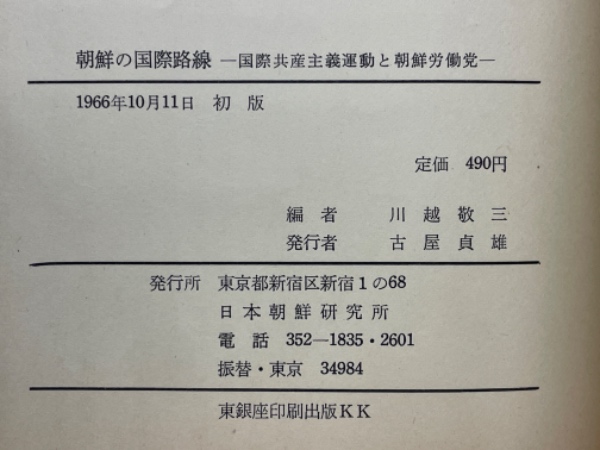 朝鮮の国際路線 ―国際共産主義運動と朝鮮労働党―
1966年10月11日 初版
定価 490円
編者 川越敬三
発行者 古屋貞雄
発行所 東京都新宿区新宿1の68
日本朝鮮研究所
電話 352―1835・2601
振替・東京 34984
東銀座印刷出版KK